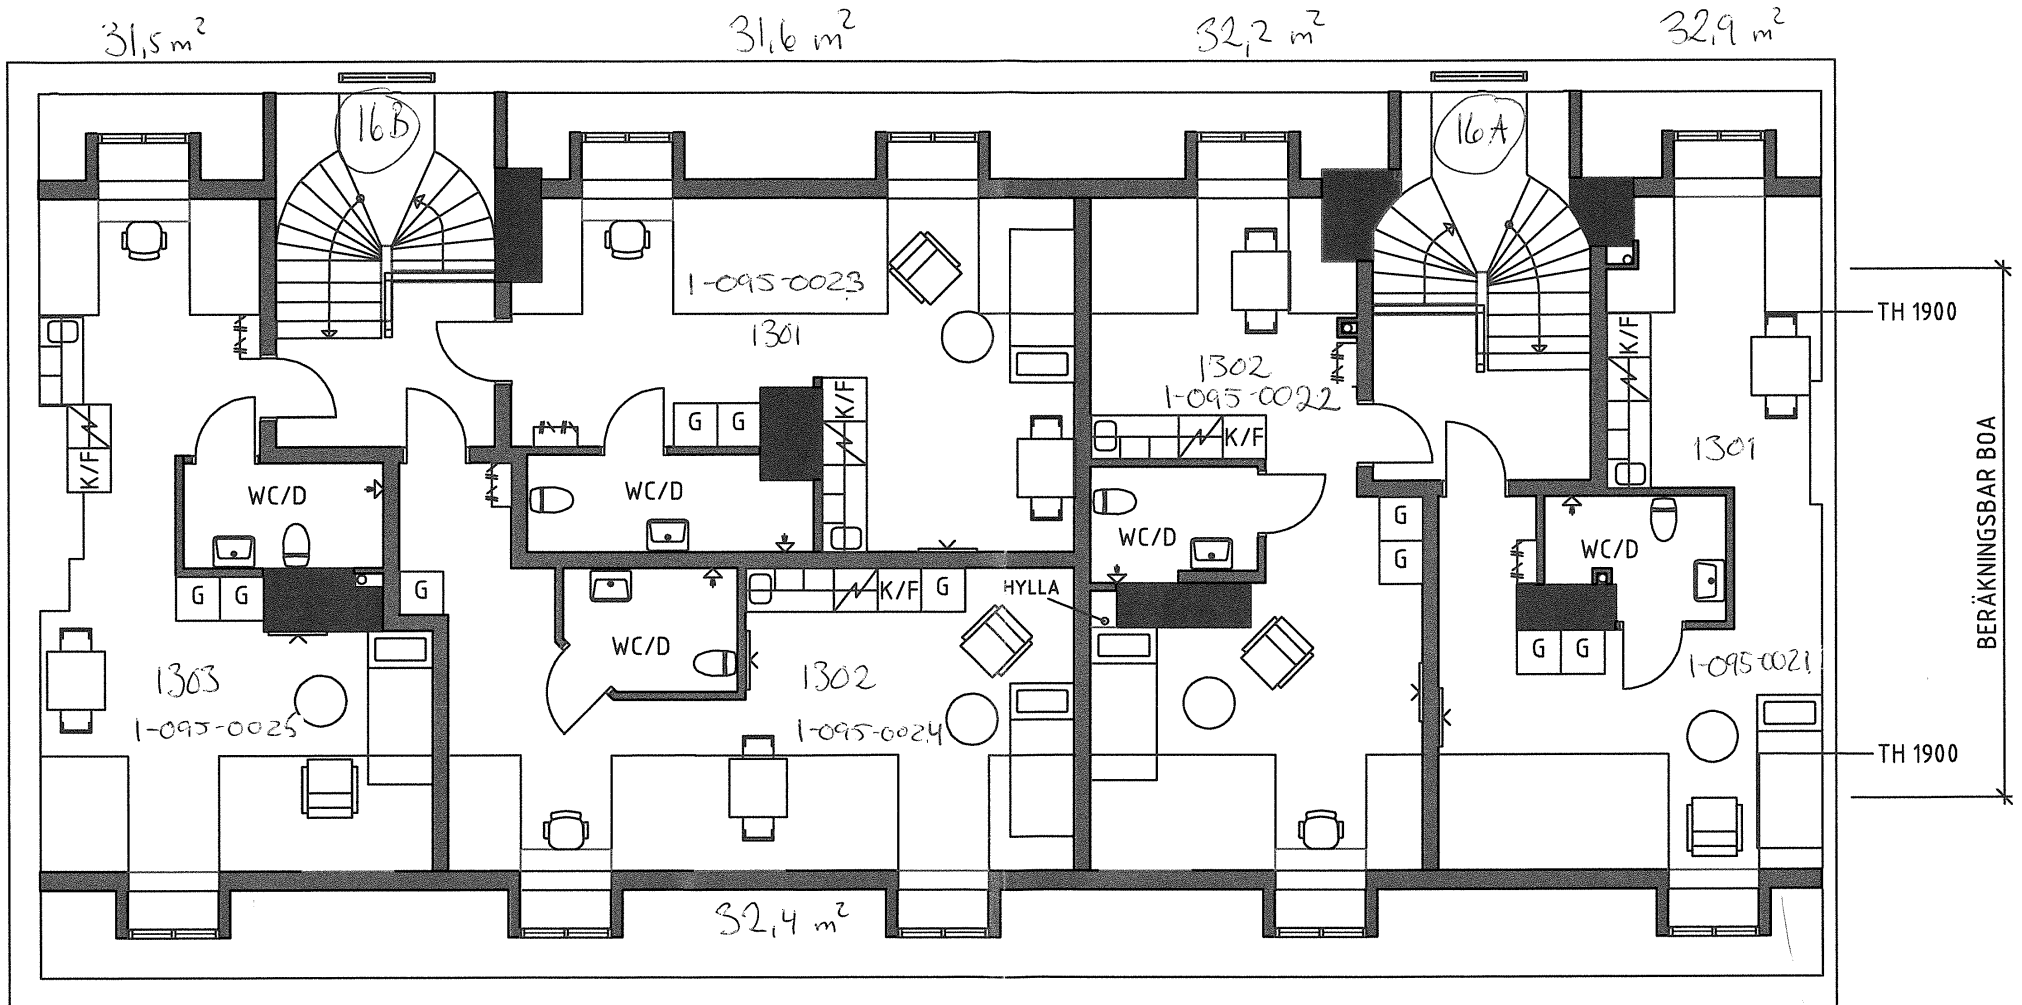 31,5 m²
31,6 m²
32,2 m²
32,9 m²
16B
16A
1-095-0023
1301
TH 1900
1302
1-095-0022
K/F
K/F
G G
K/F
1301
K/F
WC/D
WC/D
WC/D
WC/D
G
G
BERÄKNINGSBAR BOA
G G
G
K/F
G
HYLLA
WC/D
G G
1303
1-095-0025
1302
1-095-0024
1-095-0021
TH 1900
32,4 m²